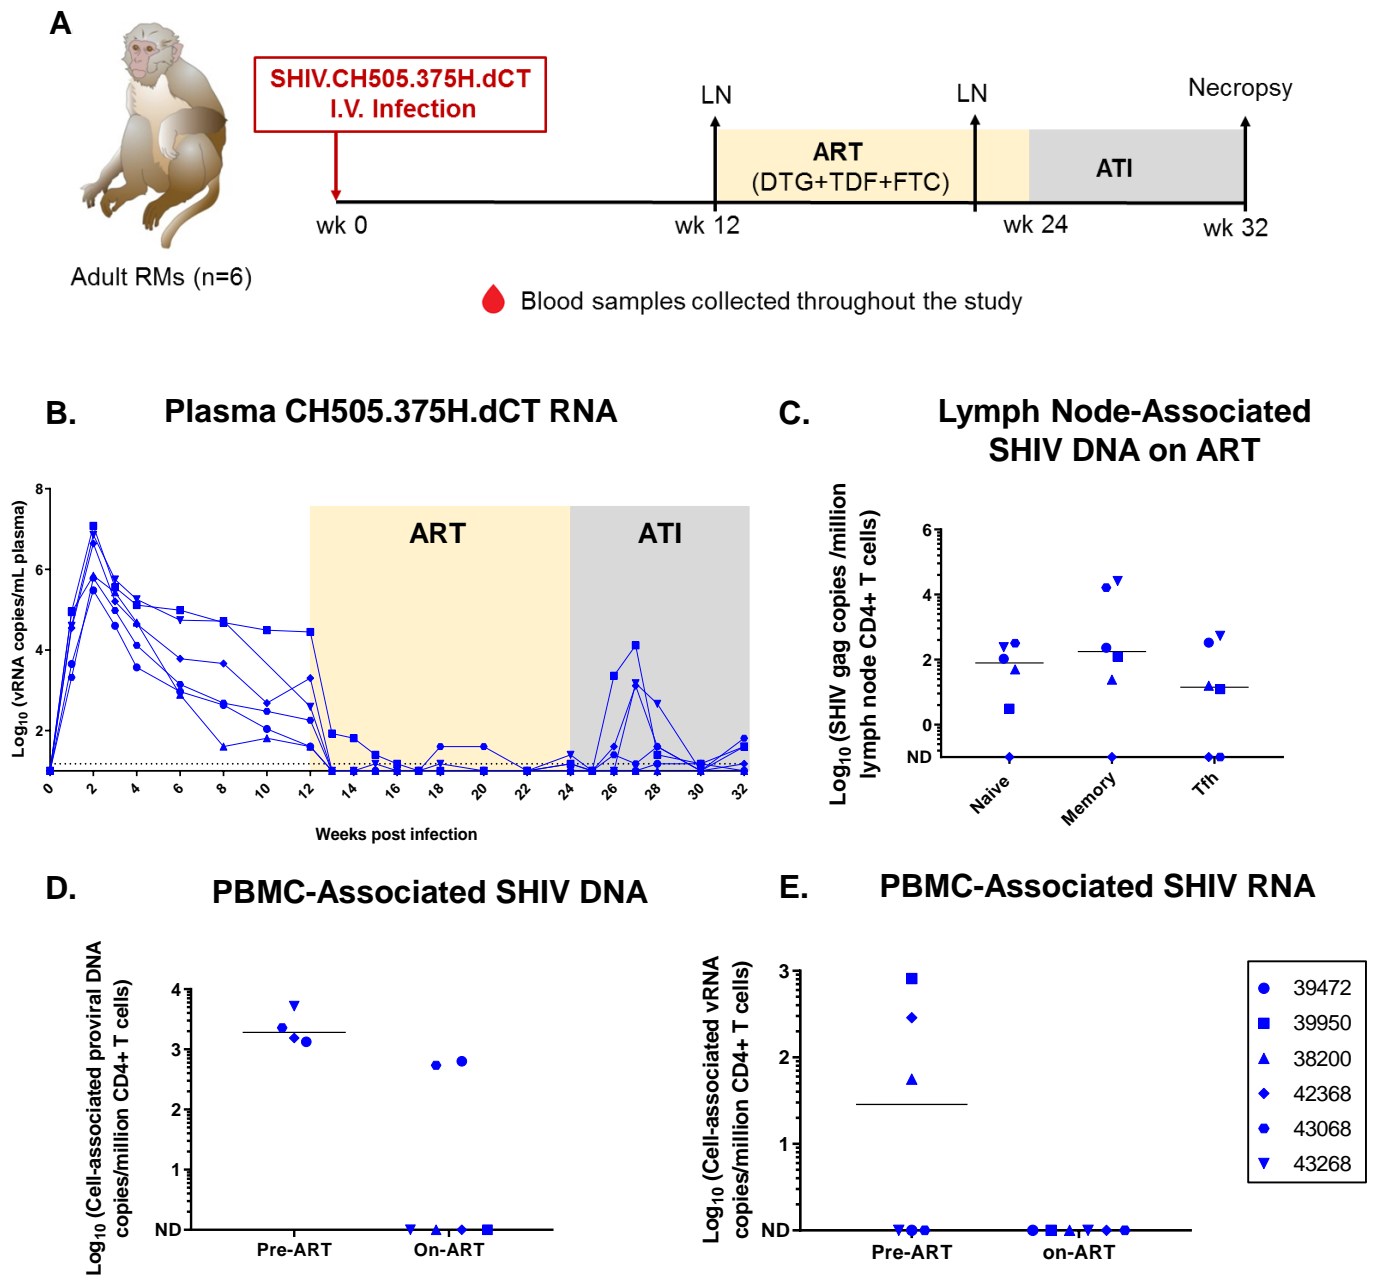 A
SHIV.CH505.375H.dCT
I.V. Infection
LN
LN
Necropsy
ART
(DTG+TDF+FTC)
ATI
wk 0
wk 12
wk 24
wk 32
Adult RMs (n=6)
Blood samples collected throughout the study
B.
Plasma CH505.375H.dCT RNA
Log10 (vRNA copies/mL plasma)
8
6
4
2
ART
ATI
0 2 4 6 8 10 12 14 16 18 20 22 24 26 28 30 32
Weeks post infection
C.
Lymph Node-Associated
SHIV DNA on ART
Log10 (SHIV gag copies /million
lymph node CD4+ T cells)
6
4
2
0
ND
Naive
Memory
Tfh
D.
PBMC-Associated SHIV DNA
Log10 (Cell-associated proviral DNA
copies/million CD4+ T cells)
4
3
2
1
ND
Pre-ART
On-ART
E.
PBMC-Associated SHIV RNA
Log10 (Cell-associated vRNA
copies/million CD4+ T cells)
3
2
1
ND
Pre-ART
on-ART
39472
39950
38200
42368
43068
43268